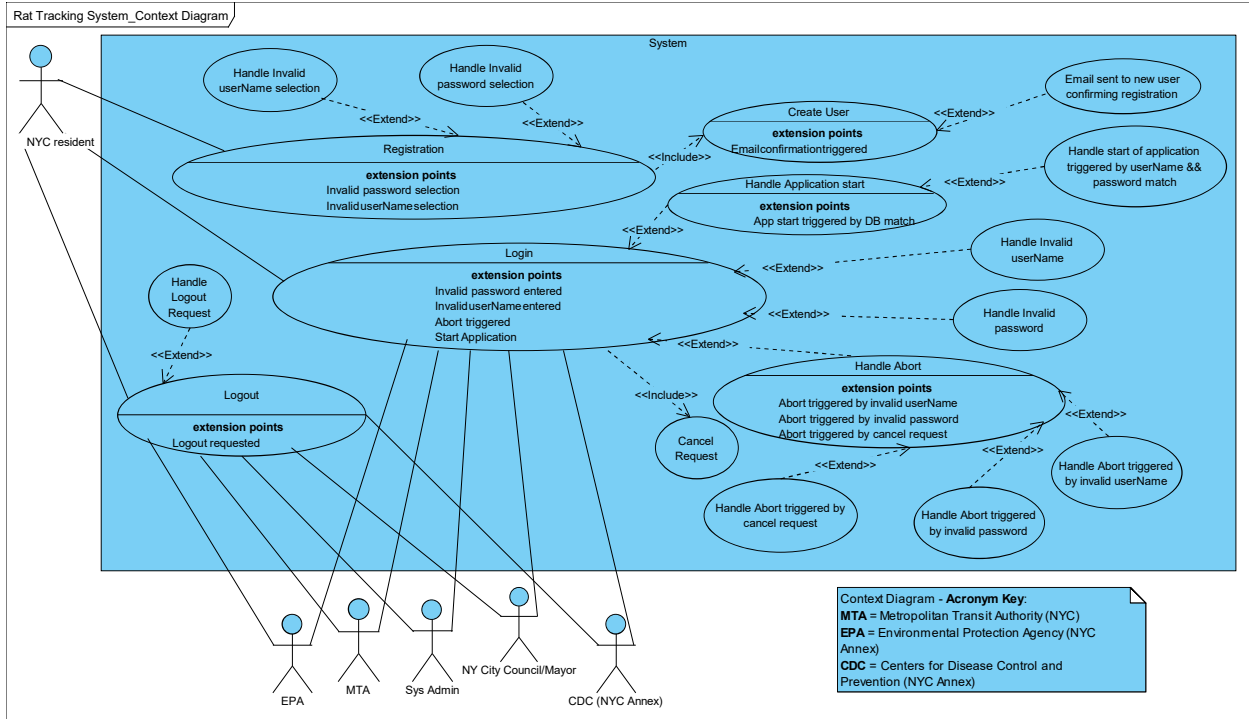 Rat Tracking System_Context Diagram
System
NYC resident
Handle Invalid
userName selection
Handle Invalid
password selection
Email sent to new user
confirming registration
<<Extend>>
<<Extend>>
<<Extend>>
Create User
extension points
Emailconfirmationtriggered
Registration
extension points
Invalid password selection
InvaliduserNameselection
<<Include>>
Handle start of application
triggered by userName &&
password match
<<Extend>>
Handle Application start
extension points
App start triggered by DB match
<<Extend>>
Login
extension points
Invalid password entered
InvaliduserNameentered
Abort triggered
Start Application
Handle Invalid
userName
<<Extend>>
Handle Invalid
password
<<Extend>>
Handle
Logout
Request
<<Extend>>
<<Extend>>
Handle Abort
extension points
Abort triggered by invalid userName
Abort triggered by invalid password
Abort triggered by cancel request
<<Include>>
Cancel
Request
Logout
extension points
Logout requested
<<Extend>>
<<Extend>>
<<Extend>>
Handle Abort triggered
by invalid userName
Handle Abort triggered by
cancel request
Handle Abort triggered
by invalid password
EPA
MTA
Sys Admin
NY City Council/Mayor
CDC (NYC Annex)
Context Diagram - Acronym Key:
MTA = Metropolitan Transit Authority (NYC)
EPA = Environmental Protection Agency (NYC
Annex)
CDC = Centers for Disease Control and
Prevention (NYC Annex)